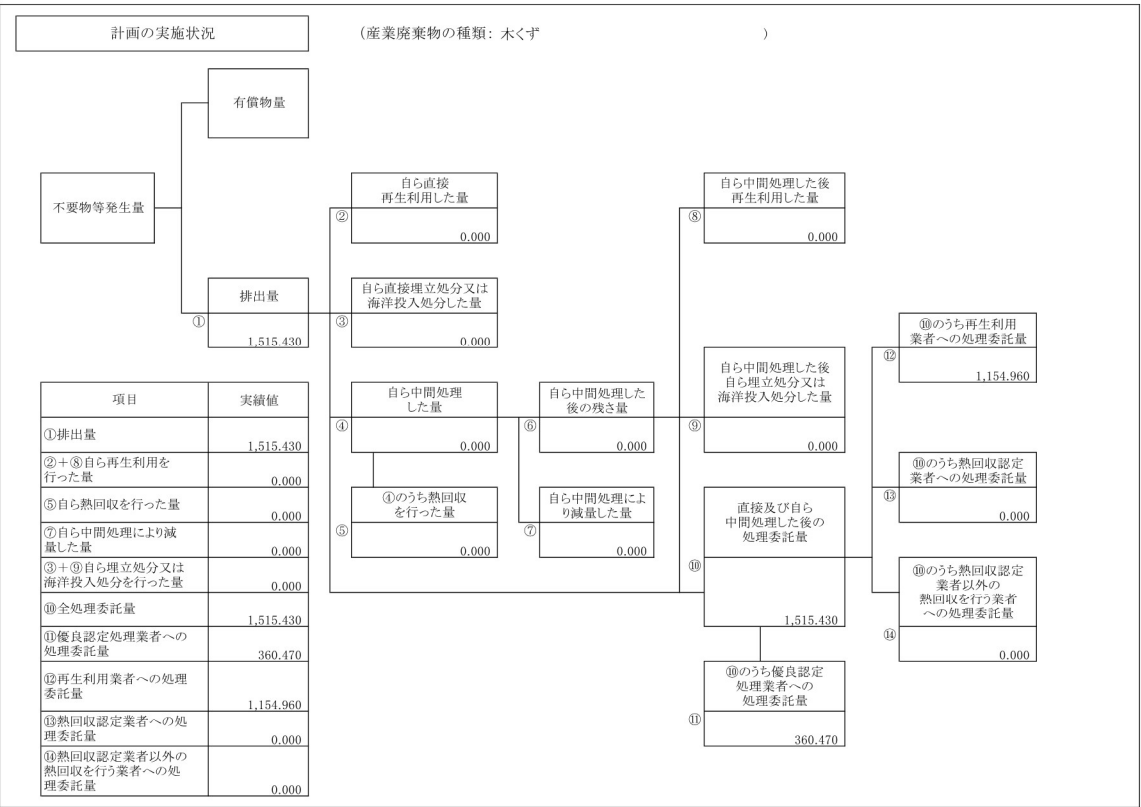 計画の実施状況
（産業廃棄物の種類： 木くず ）
有償物量
不要物等発生量
排出量
①
1,515.430
自ら直接
再生利用した量
②
0.000
自ら直接埋立処分又は
海洋投入処分した量
③
0.000
自ら中間処理
した量
④
0.000
④のうち熱回収
を行った量
⑤
0.000
自ら中間処理した
後の残さ量
⑥
0.000
自ら中間処理によ
り減量した量
⑦
0.000
自ら中間処理した後
再生利用した量
⑧
0.000
自ら中間処理した後
自ら埋立処分又は
海洋投入処分した量
⑨
0.000
直接及び自ら
中間処理した後の
処理委託量
⑩
1,515.430
⑩のうち優良認定
処理業者への
処理委託量
⑪
360.470
⑩のうち再生利用
業者への処理委託量
⑫
1,154.960
⑩のうち熱回収認定
業者への処理委託量
⑬
0.000
⑩のうち熱回収認定
業者以外の
熱回収を行う業者
への処理委託量
⑭
0.000
項目 実績値
①排出量
1,515.430
②＋⑧自ら再生利用を
行った量
0.000
⑤自ら熱回収を行った量
0.000
⑦自ら中間処理により減
量した量
0.000
③＋⑨自ら埋立処分又は
海洋投入処分を行った量
0.000
⑩全処理委託量
1,515.430
⑪優良認定処理業者への
処理委託量
360.470
⑫再生利用業者への処理
委託量
1,154.960
⑬熱回収認定業者への処
理委託量
0.000
⑭熱回収認定業者以外の
熱回収を行う業者への処
理委託量
0.000